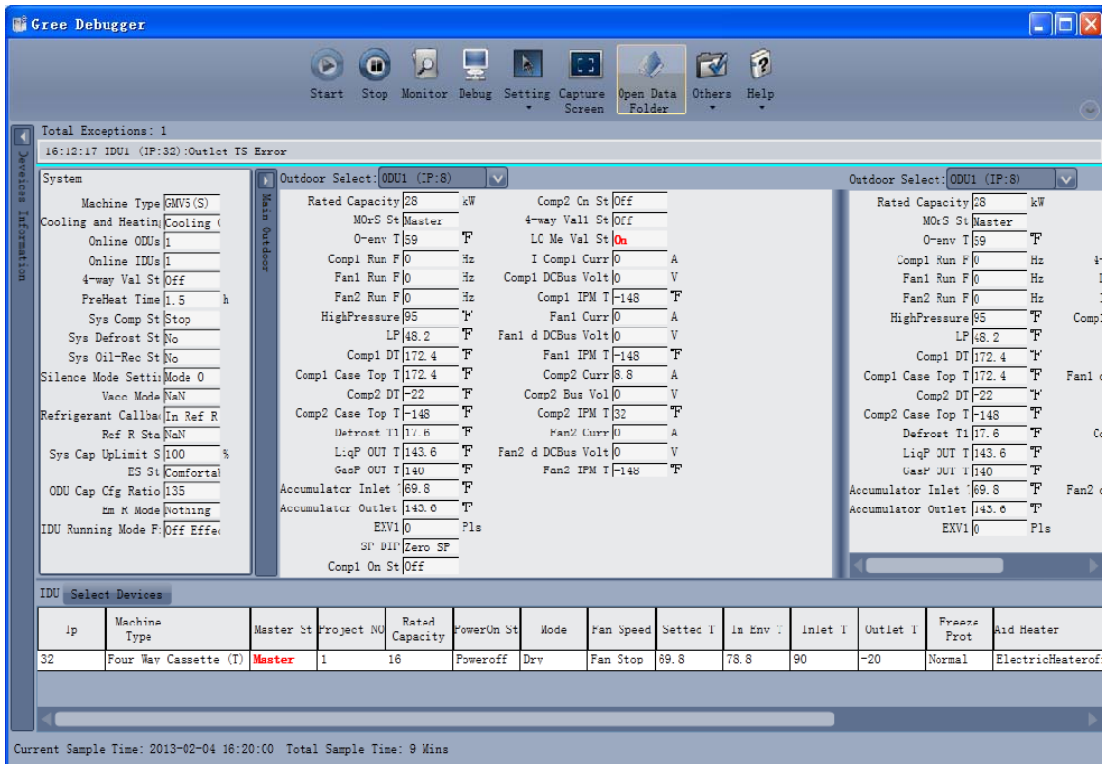 Gree Debugger
Start Stop Monitor Debug Setting Capture Screen Open Data Folder Others Help
Total Exceptions: 1
16:12:17 IDU1 (IP:32):Outlet TS Error
Deveices Information
System
Machine Type GMV5(S)
Cooling and Heating Cooling
Online ODUs 1
Online IDUs 1
4-way Val St Off
PreHeat Time 1.5 h
Sys Comp St Stop
Sys Defrost St No
Sys Oil-Rec St No
Silence Mode Setti Mode 0
Vacc Mode NaN
Refrigerant Callba In Ref R
Ref R Sta NaN
Sys Cap UpLimit S 100 %
ES St Comfortal
ODU Cap Cfg Ratio 135
Em R Mode Nothing
IDU Running Mode F Off Effe
Main Outdoor
Outdoor Select: ODU1 (IP:8)
Rated Capacity 28 kW
MOrS St Master
O-env T 59 °F
Comp1 Run F 0 Hz
Fan1 Run F 0 Hz
Fan2 Run F 0 Hz
HighPressure 95 °F
LP 48.2 °F
Comp1 DT 172.4 °F
Comp1 Case Top T 172.4 °F
Comp2 DT -22 °F
Comp2 Case Top T -148 °F
Defrost T1 17.6 °F
LiqP OUT T 143.6 °F
GasP OUT T 140 °F
Accumulator Inlet 69.8 °F
Accumulator Outlet 143.6 °F
EXV1 0 Pls
SP DIP Zero SP
Comp1 On St Off
Comp2 On St Off
4-way Val1 St Off
LC Me Val St On
I Comp1 Curr 0 A
Comp1 DCBus Volt 0 V
Comp1 IPM T -148 °F
Fan1 Curr 0 A
Fan1 d DCBus Volt 0 V
Fan1 IPM T -148 °F
Comp2 Curr 8.8 A
Comp2 Bus Vol 0 V
Comp2 IPM T 32 °F
Fan2 Curr 0 A
Fan2 d DCBus Volt 0 V
Fan2 IPM T -148 °F
Outdoor Select: ODU1 (IP:8)
Rated Capacity 28 kW
MOrS St Master
O-env T 59 °F
Comp1 Run F 0 Hz 4-
Fan1 Run F 0 Hz
Fan2 Run F 0 Hz
HighPressure 95 °F Comp
LP 48.2 °F
Comp1 DT 172.4 °F
Comp1 Case Top T 172.4 °F Fan1
Comp2 DT -22 °F
Comp2 Case Top T -148 °F
Defrost T1 17.6 °F
LiqP OUT T 143.6 °F
GasP OUT T 140 °F
Accumulator Inlet 69.8 °F Fan2
Accumulator Outlet 143.6 °F
EXV1 0 Pls
IDU Select Devices
Ip Machine Type Master St Project NO Rated Capacity PowerOn St Mode Fan Speed Setted T In Env T Inlet T Outlet T Freeze Prot Aid Heater
32 Four Way Cassette (T) Master 1 16 Poweroff Dry Fan Stop 69.8 78.8 90 -20 Normal ElectricHeaterof
Current Sample Time: 2013-02-04 16:20:00 Total Sample Time: 9 Mins